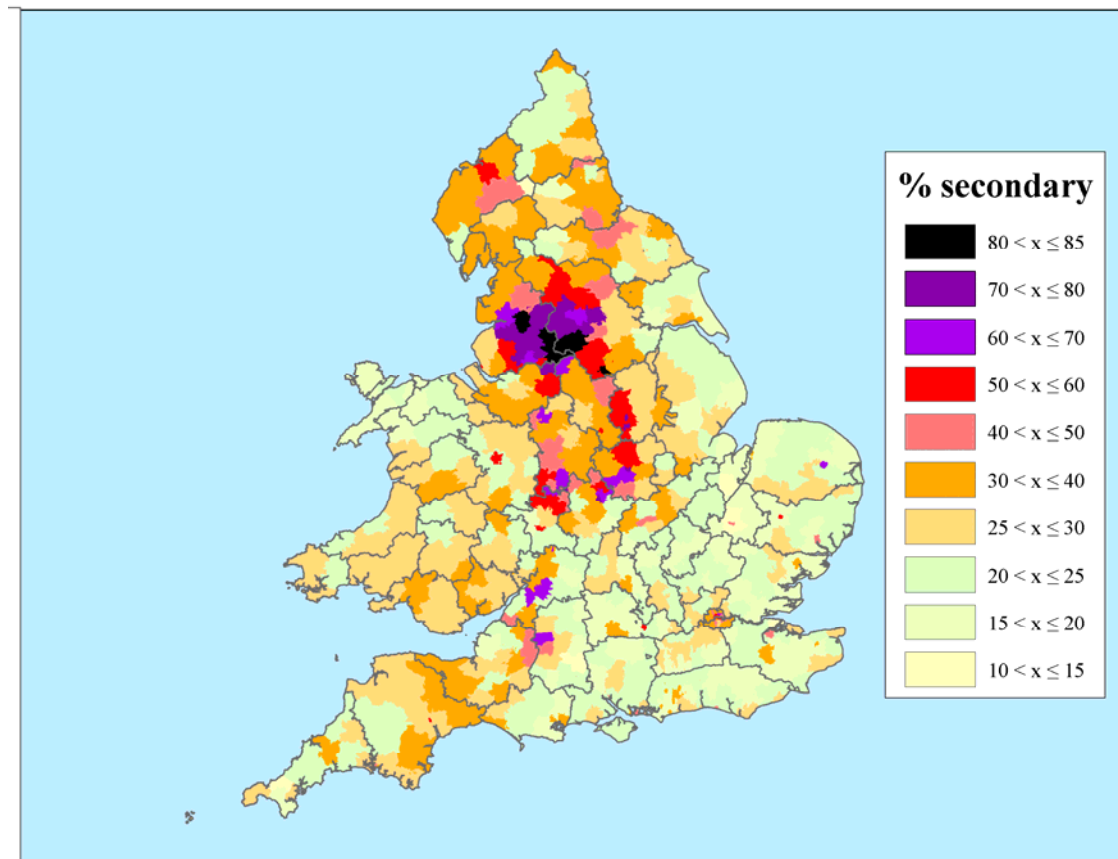 % secondary
80 < x ≤ 85
70 < x ≤ 80
60 < x ≤ 70
50 < x ≤ 60
40 < x ≤ 50
30 < x ≤ 40
25 < x ≤ 30
20 < x ≤ 25
15 < x ≤ 20
10 < x ≤ 15